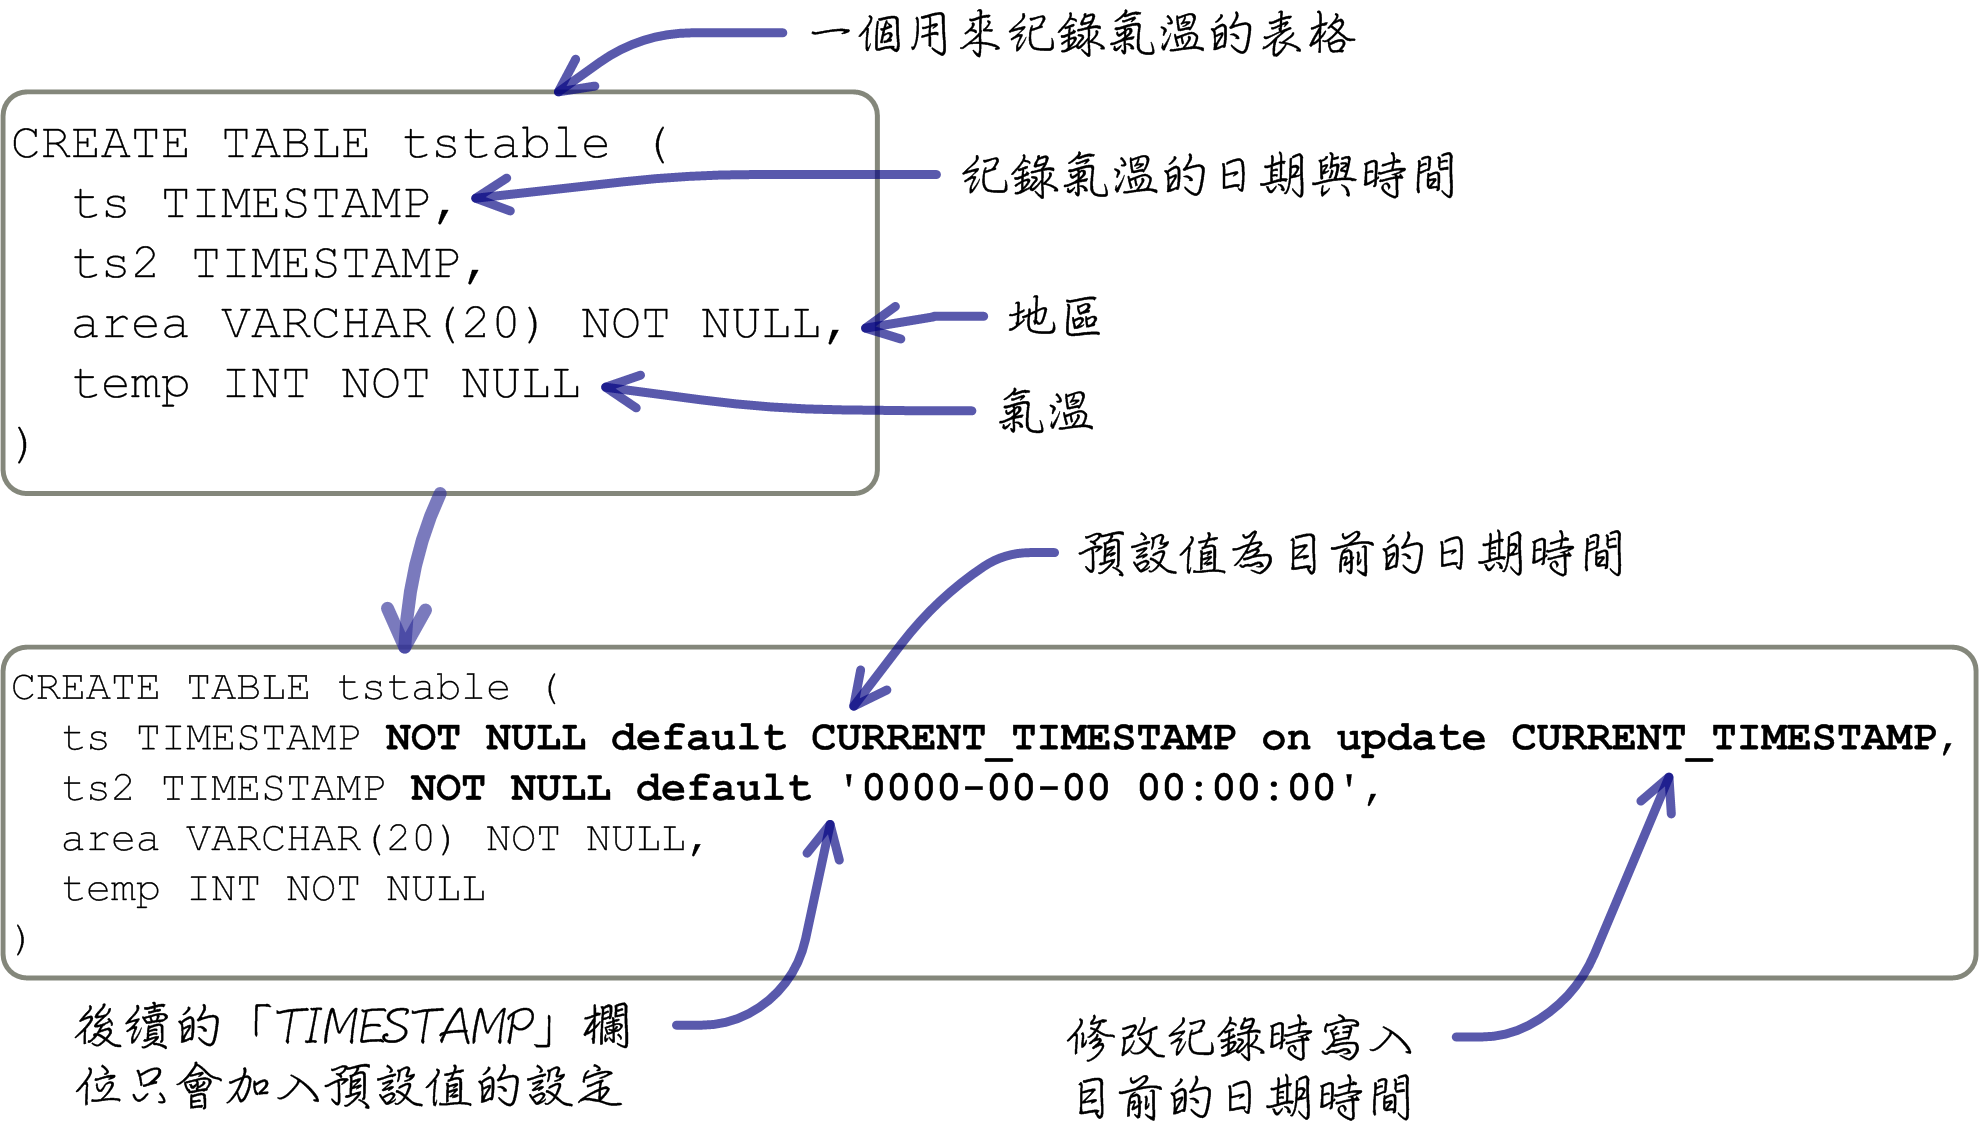 一個用來紀錄氣溫的表格
CREATE TABLE tstable (
ts TIMESTAMP,
紀錄氣溫的日期與時間
ts2 TIMESTAMP,
area VARCHAR(20) NOT NULL,
地區
temp INT NOT NULL
氣溫
)
預設值為目前的日期時間
CREATE TABLE tstable (
ts TIMESTAMP NOT NULL default CURRENT_TIMESTAMP on update CURRENT_TIMESTAMP,
ts2 TIMESTAMP NOT NULL default '0000-00-00 00:00:00',
area VARCHAR(20) NOT NULL,
temp INT NOT NULL
)
後續的「TIMESTAMP」欄
位只會加入預設值的設定
修改紀錄時寫入
目前的日期時間